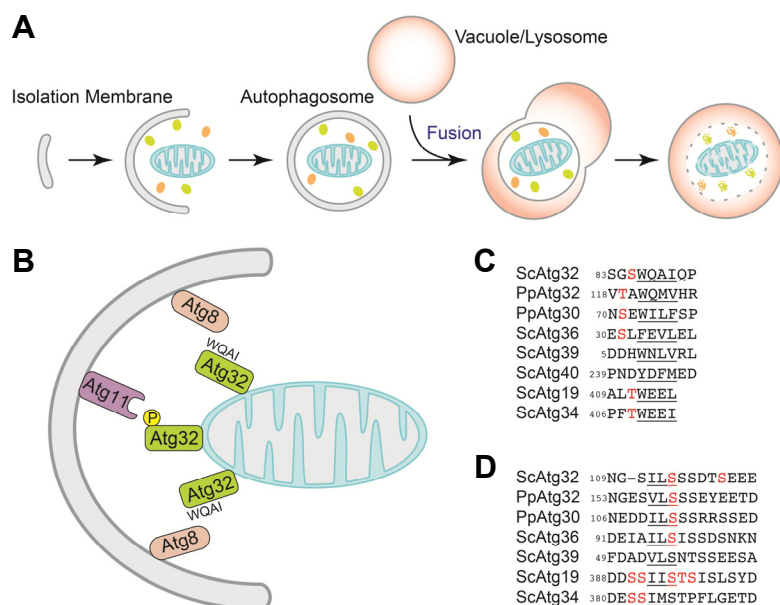 A
Vacuole/Lysosome
Isolation Membrane
Autophagosome
Fusion
B
Atg8
WQAI
Atg32
Atg11
P
Atg32
Atg32
WQAI
Atg8
C
ScAtg32 83SGSWQAIQP
PpAtg32 118VTAWQMVHR
PpAtg30 70NSEWILFSP
ScAtg36 30ESLFEVLEL
ScAtg39 5DDHWNLVRL
ScAtg40 239PNDYDFMED
ScAtg19 409ALTWEEL
ScAtg34 406PFTWEEI
D
ScAtg32 109NG-SILSSSDTSEEE
PpAtg32 153NGESVLSSSEYEETD
PpAtg30 106NEDDILSSSRRSSED
ScAtg36 91DEIAILSISSDSNKN
ScAtg39 49FDADVLSNTSSEESA
ScAtg19 388DDSSIISTSISLSYD
ScAtg34 380DESSIMSTPFLGETD